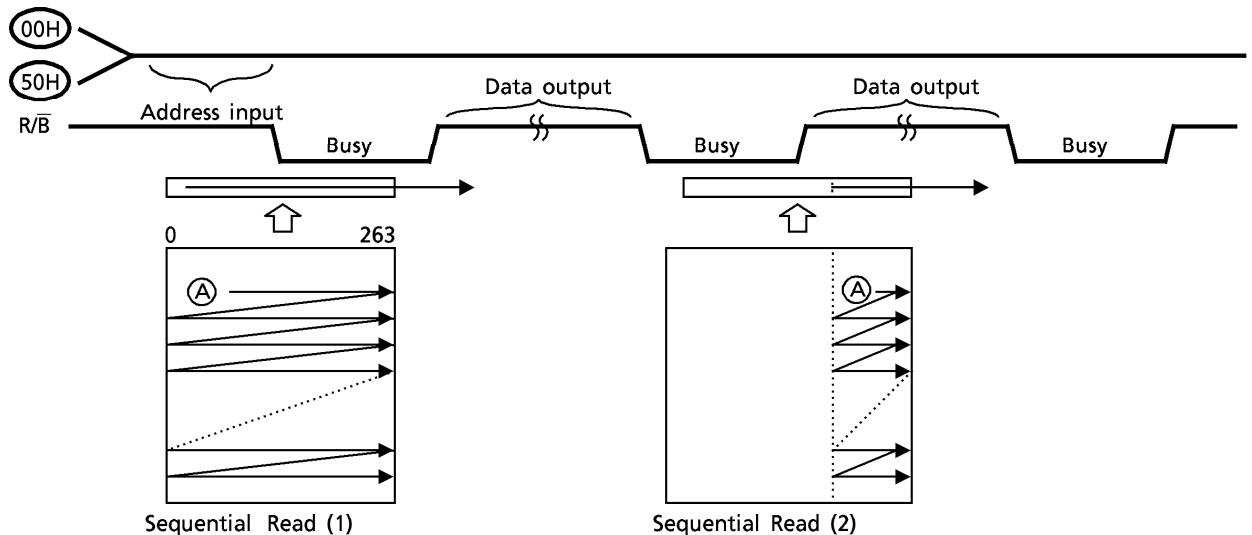 00H
50H
Address input
Data output
Data output
R/B̅
Busy
Busy
Busy
0 263
A
A
Sequential Read (1)
Sequential Read (2)